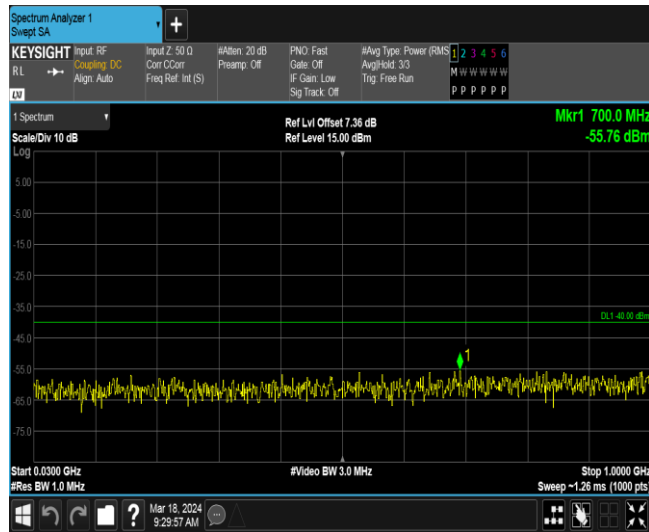 Spectrum Analyzer 1
Swept SA
+
KEYSIGHT
RL
LXI
Input: RF
Coupling: DC
Align: Auto
Input Z: 50 Ω
Corr CCorr
Freq Ref: Int (S)
#Atten: 20 dB
Preamp: Off
PNO: Fast
Gate: Off
IF Gain: Low
Sig Track: Off
#Avg Type: Power (RMS
Avg|Hold: 3/3
Trig: Free Run
1 2 3 4 5 6
M W W W W W
P P P P P P
1 Spectrum
Scale/Div 10 dB
Log
Ref Lvl Offset 7.36 dB
Ref Level 15.00 dBm
Mkr1 700.0 MHz
-55.76 dBm
5.00
-5.00
-15.0
-25.0
-35.0
DL1 -40.00 dBm
-45.0
1
-55.0
-65.0
-75.0
Start 0.0300 GHz
#Res BW 1.0 MHz
#Video BW 3.0 MHz
Stop 1.0000 GHz
Sweep ~1.26 ms (1000 pts)
?
Mar 18, 2024
9:29:57 AM